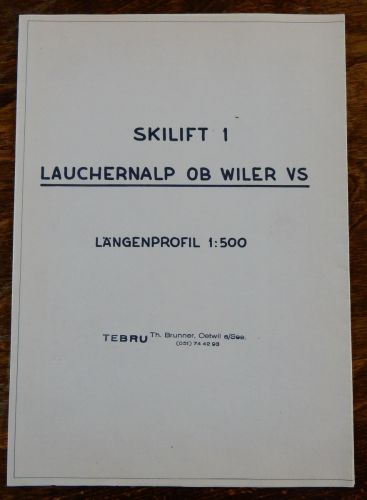 SKILIFT 1
LAUCHERNALP OB WILER VS
LÄNGENPROFIL 1:500
TEBRU Th. Brunner, Oetwil a/See.
(051) 74 42 93